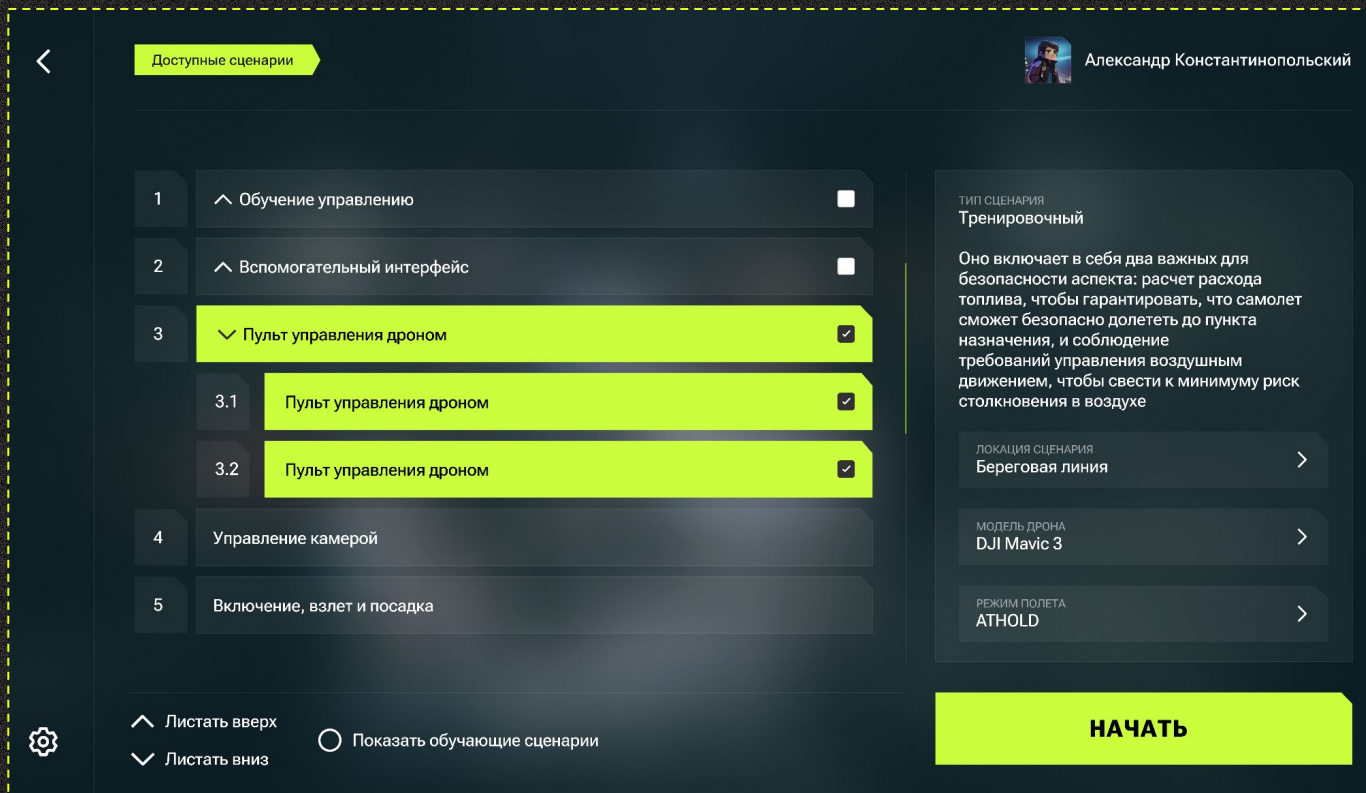 Доступные сценарии
Александр Константинопольский
1
Обучение управлению
2
Вспомогательный интерфейс
3
Пульт управления дроном
3.1
Пульт управления дроном
3.2
Пульт управления дроном
4
Управление камерой
5
Включение, взлет и посадка
ТИП СЦЕНАРИЯ
Тренировочный
Оно включает в себя два важных для
безопасности аспекта: расчет расхода
топлива, чтобы гарантировать, что самолет
сможет безопасно долететь до пункта
назначения, и соблюдение
требований управления воздушным
движением, чтобы свести к минимуму риск
столкновения в воздухе
ЛОКАЦИЯ СЦЕНАРИЯ
Береговая линия
МОДЕЛЬ ДРОНА
DJI Mavic 3
РЕЖИМ ПОЛЕТА
ATHOLD
Листать вверх
Листать вниз
Показать обучающие сценарии
НАЧАТЬ